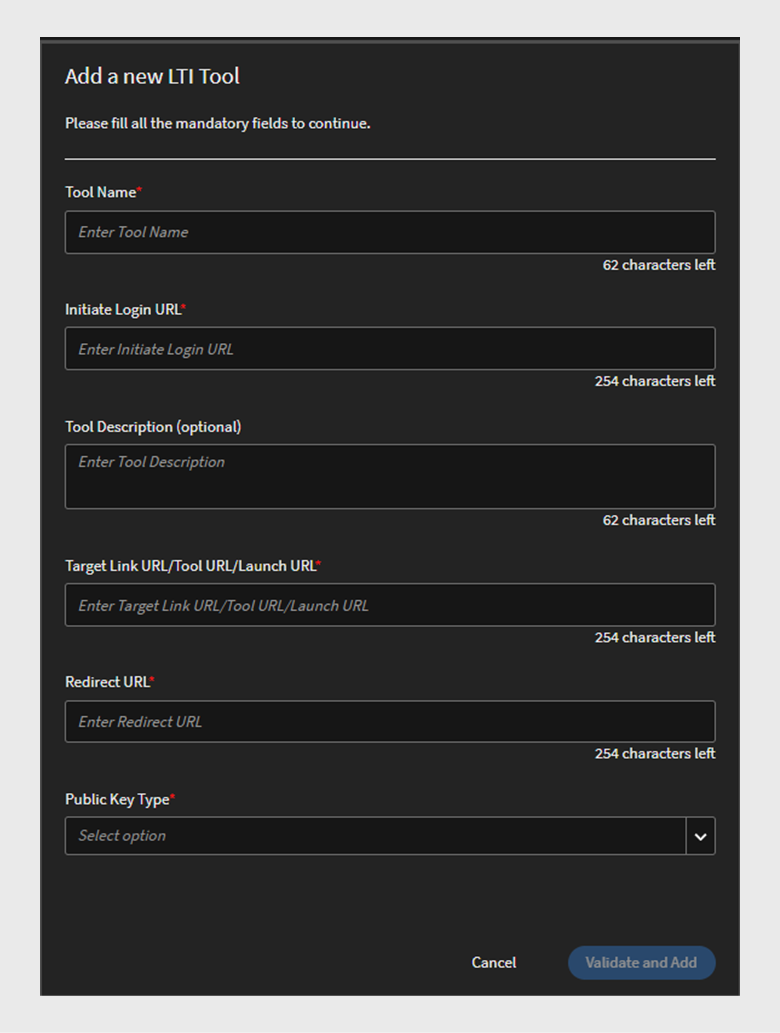 Add a new LTI Tool
Please fill all the mandatory fields to continue.
Tool Name*
Enter Tool Name
62 characters left
Initiate Login URL*
Enter Initiate Login URL
254 characters left
Tool Description (optional)
Enter Tool Description
62 characters left
Target Link URL/Tool URL/Launch URL*
Enter Target Link URL/Tool URL/Launch URL
254 characters left
Redirect URL*
Enter Redirect URL
254 characters left
Public Key Type*
Select option
Cancel Validate and Add